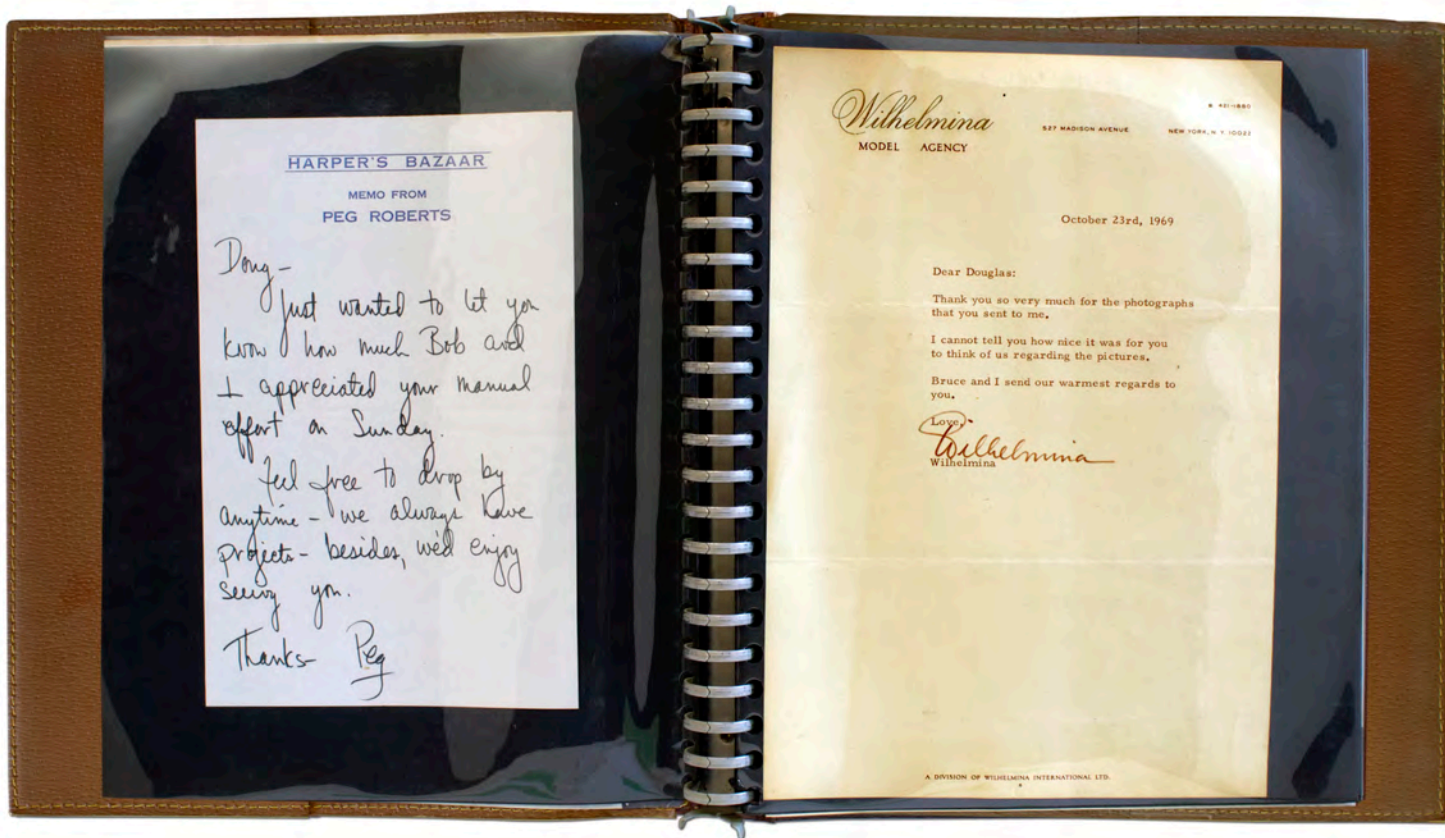 HARPER'S BAZAAR
MEMO FROM
PEG ROBERTS
Doug-
Just wanted to let you
know how much Bob and
I appreciated your manual
effort on Sunday.
Feel free to drop by
anytime - we always have
projects - besides, we'd enjoy
seeing you.
Thanks- Peg
Wilhelmina
MODEL AGENCY
527 MADISON AVENUE
NEW YORK, N. Y. 10022
October 23rd, 1969
Dear Douglas:
Thank you so very much for the photographs
that you sent to me.
I cannot tell you how nice it was for you
to think of us regarding the pictures.
Bruce and I send our warmest regards to
you.
Love,
Wilhelmina
Wilhelmina
A DIVISION OF WILHELMINA INTERNATIONAL LTD.